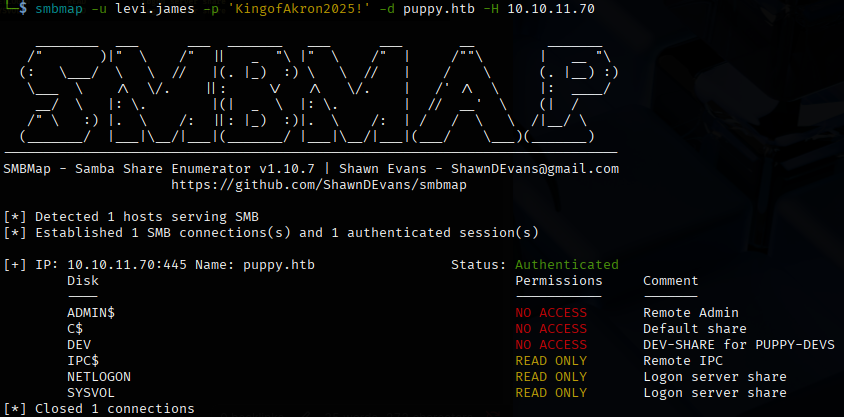 └─$ smbmap -u levi.james -p 'KingofAkron2025!' -d puppy.htb -H 10.10.11.70
SMBMAP
SMBMap - Samba Share Enumerator v1.10.7 | Shawn Evans - ShawnDEvans@gmail.com
https://github.com/ShawnDEvans/smbmap
[*] Detected 1 hosts serving SMB
[*] Established 1 SMB connections(s) and 1 authenticated session(s)
[+] IP: 10.10.11.70:445 Name: puppy.htb Status: Authenticated
Disk Permissions Comment
---- ----------- -------
ADMIN$ NO ACCESS Remote Admin
C$ NO ACCESS Default share
DEV NO ACCESS DEV-SHARE for PUPPY-DEVS
IPC$ READ ONLY Remote IPC
NETLOGON READ ONLY Logon server share
SYSVOL READ ONLY Logon server share
[*] Closed 1 connections